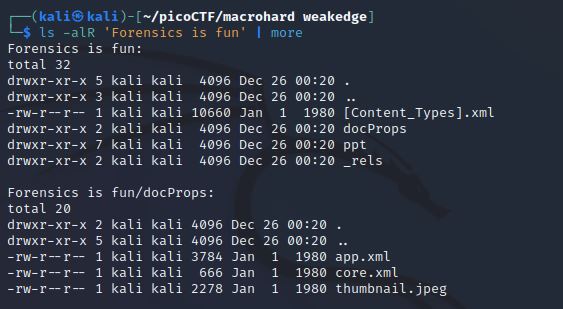 ┌──(kali㉿kali)-[~/picoCTF/macrohard weakedge]
└─$ ls -alR 'Forensics is fun' | more
Forensics is fun:
total 32
drwxr-xr-x 5 kali kali  4096 Dec 26 00:20 .
drwxr-xr-x 3 kali kali  4096 Dec 26 00:20 ..
-rw-r--r-- 1 kali kali 10660 Jan  1  1980 [Content_Types].xml
drwxr-xr-x 2 kali kali  4096 Dec 26 00:20 docProps
drwxr-xr-x 7 kali kali  4096 Dec 26 00:20 ppt
drwxr-xr-x 2 kali kali  4096 Dec 26 00:20 _rels

Forensics is fun/docProps:
total 20
drwxr-xr-x 2 kali kali 4096 Dec 26 00:20 .
drwxr-xr-x 5 kali kali 4096 Dec 26 00:20 ..
-rw-r--r-- 1 kali kali 3784 Jan  1  1980 app.xml
-rw-r--r-- 1 kali kali  666 Jan  1  1980 core.xml
-rw-r--r-- 1 kali kali 2278 Jan  1  1980 thumbnail.jpeg